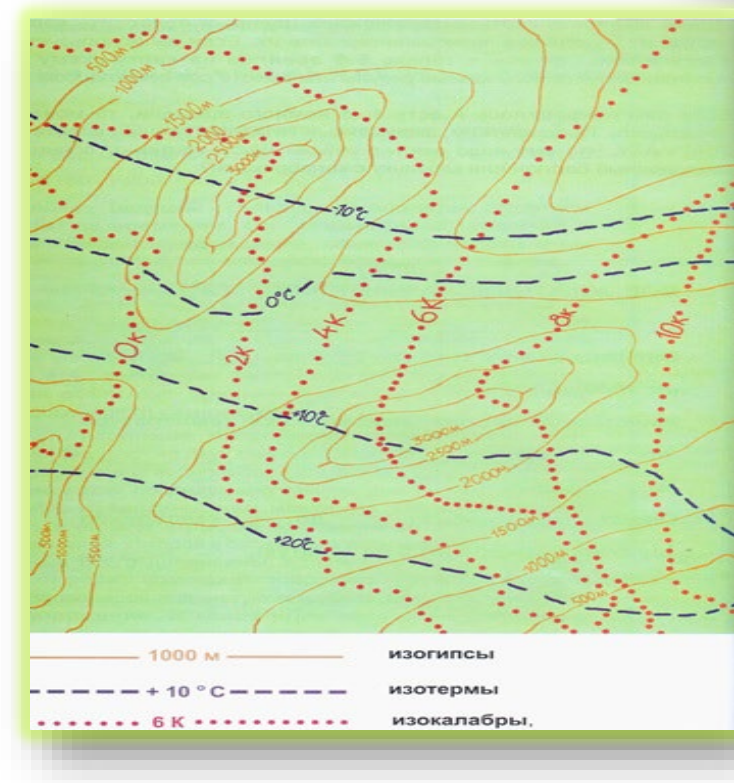 500м
1000м
1500м
2000
2500м
3000м
-10°C
0°C
0К
2К
4К
6К
8К
10К
+10°C
3000м
2500м
2000м
1500м
1000м
500м
+20°C
500м
1000м
1500м
1000 м изогипсы
+ 10 ° C изотермы
6 К изокалабры.